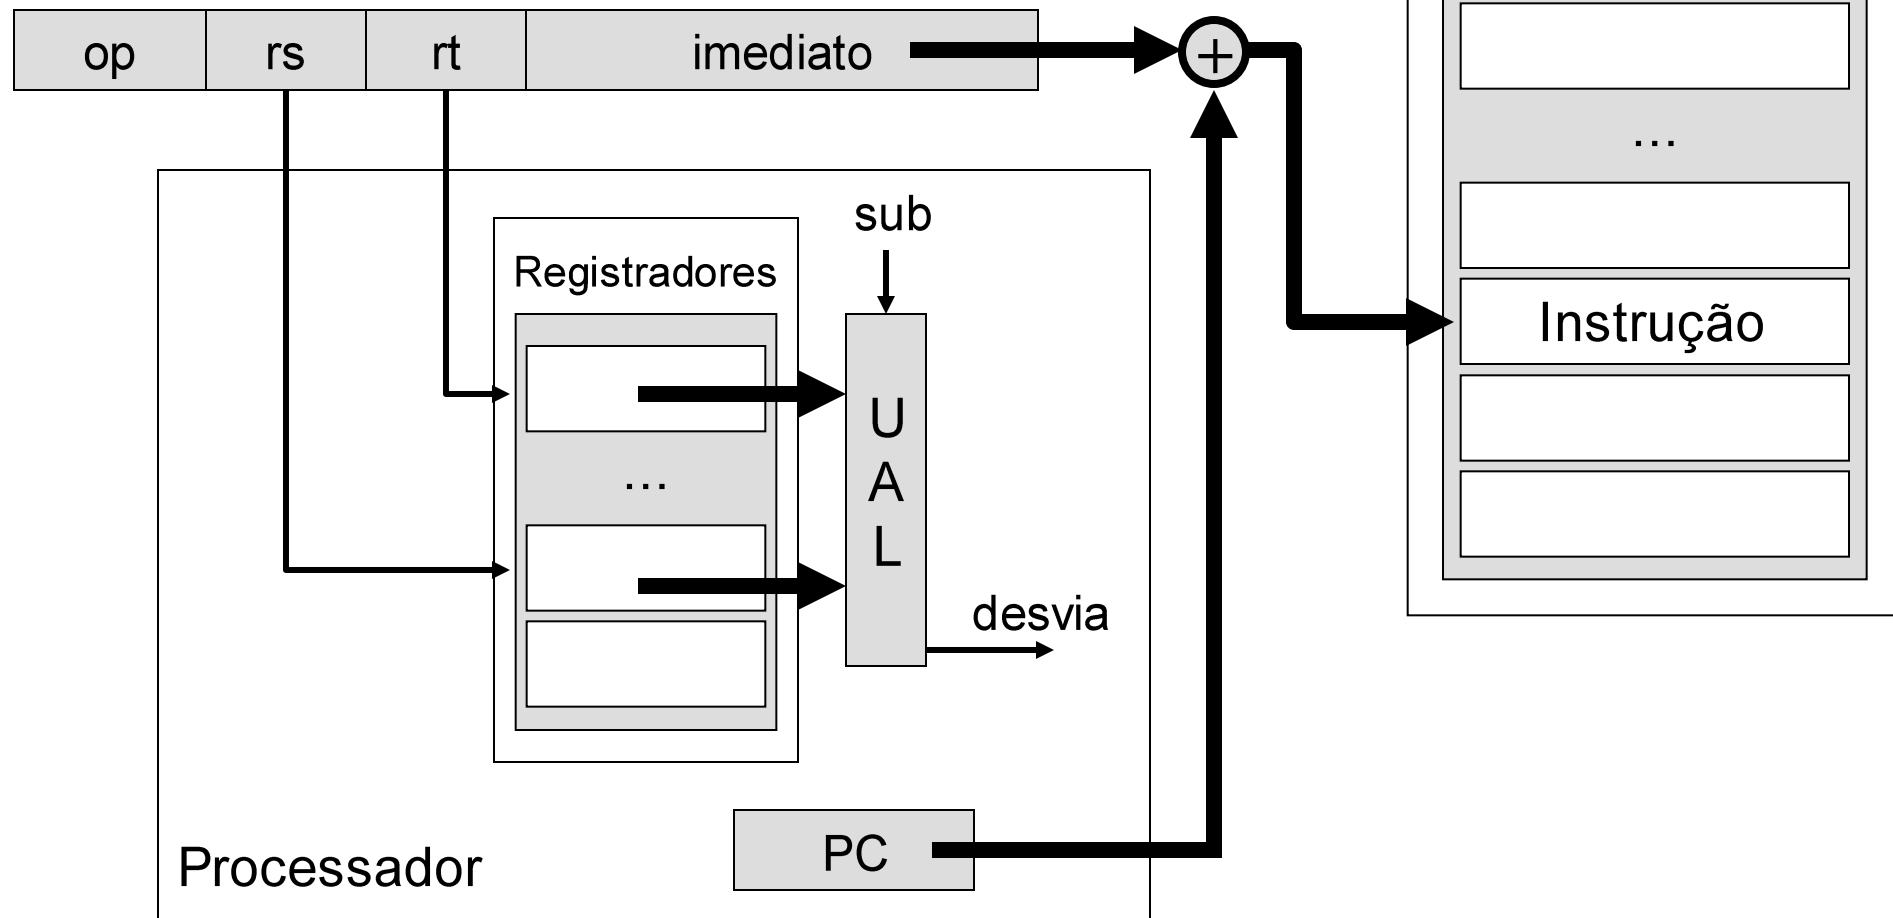 op rs rt imediato +
...
sub
Registradores
Instrução
U
A
L
...
desvia
PC
Processador